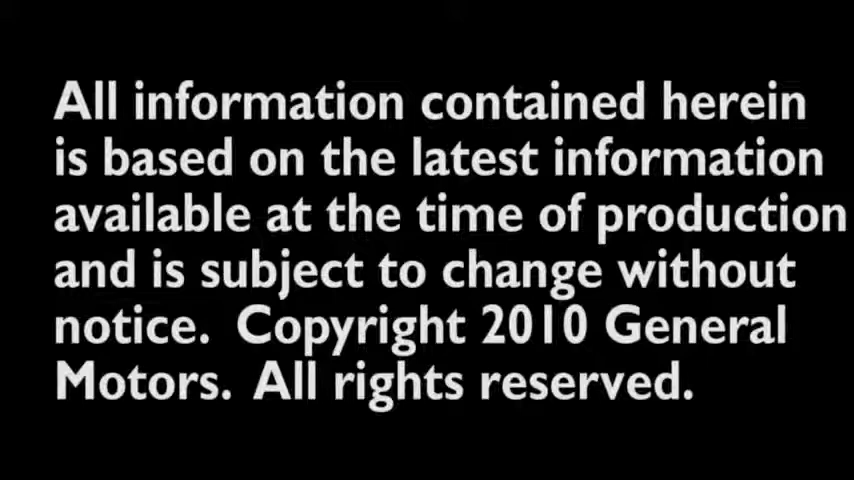 All information contained herein
is based on the latest information
available at the time of production
and is subject to change without
notice.  Copyright 2010 General
Motors.  All rights reserved.